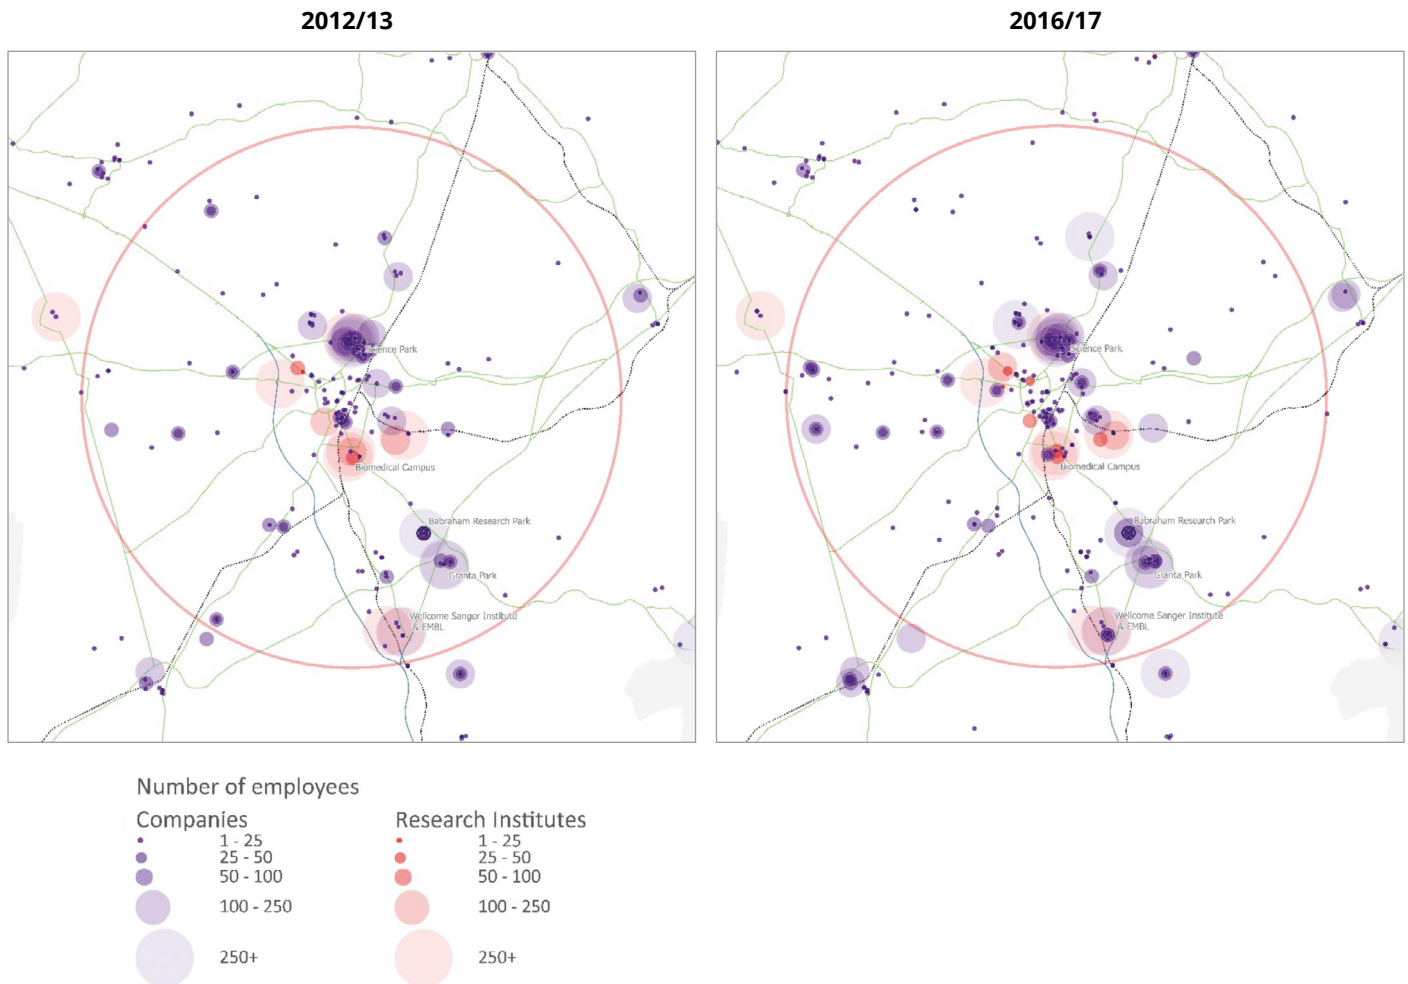 2012/13
2016/17
Science Park
Biomedical Campus
Babraham Research Park
Granta Park
Wellcome Sanger Institute
& EMBL
Science Park
Biomedical Campus
Babraham Research Park
Granta Park
Wellcome Sanger Institute
& EMBL
Number of employees
Companies
1 - 25
25 - 50
50 - 100
100 - 250
250+
Research Institutes
1 - 25
25 - 50
50 - 100
100 - 250
250+